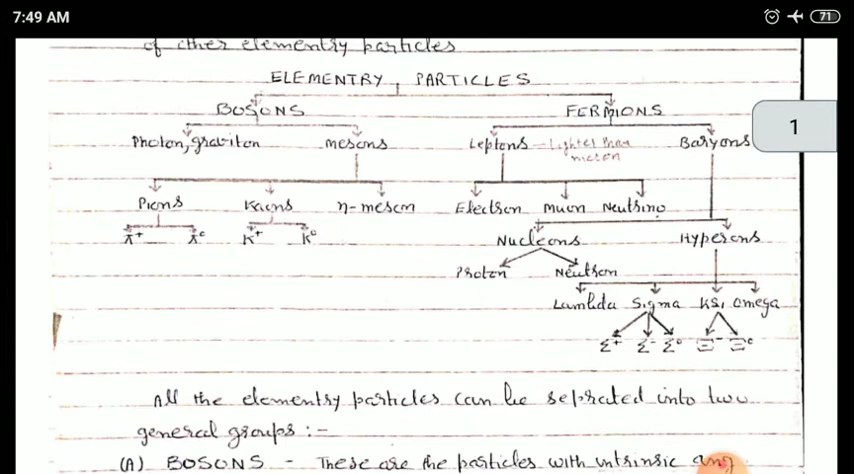 7:49 AM
71
of other elementry particles
ELEMENTRY PARTICLES
BOSONS FERMIONS
1
Photon, graviton mesons Leptons - Lighter than meson Baryons
Pions Kaons η-meson Electron Muon Neutrino
π+ π0 K+ K0 Nucleons Hyperons
Proton Neutron
Lambda Sigma Ksi Omega
Σ+ Σ- Σ0 Ξ- Ξ0
All the elementry particles can be seprated into two
general groups :-
(A) BOSONS - These are the particles with intrinsic ang